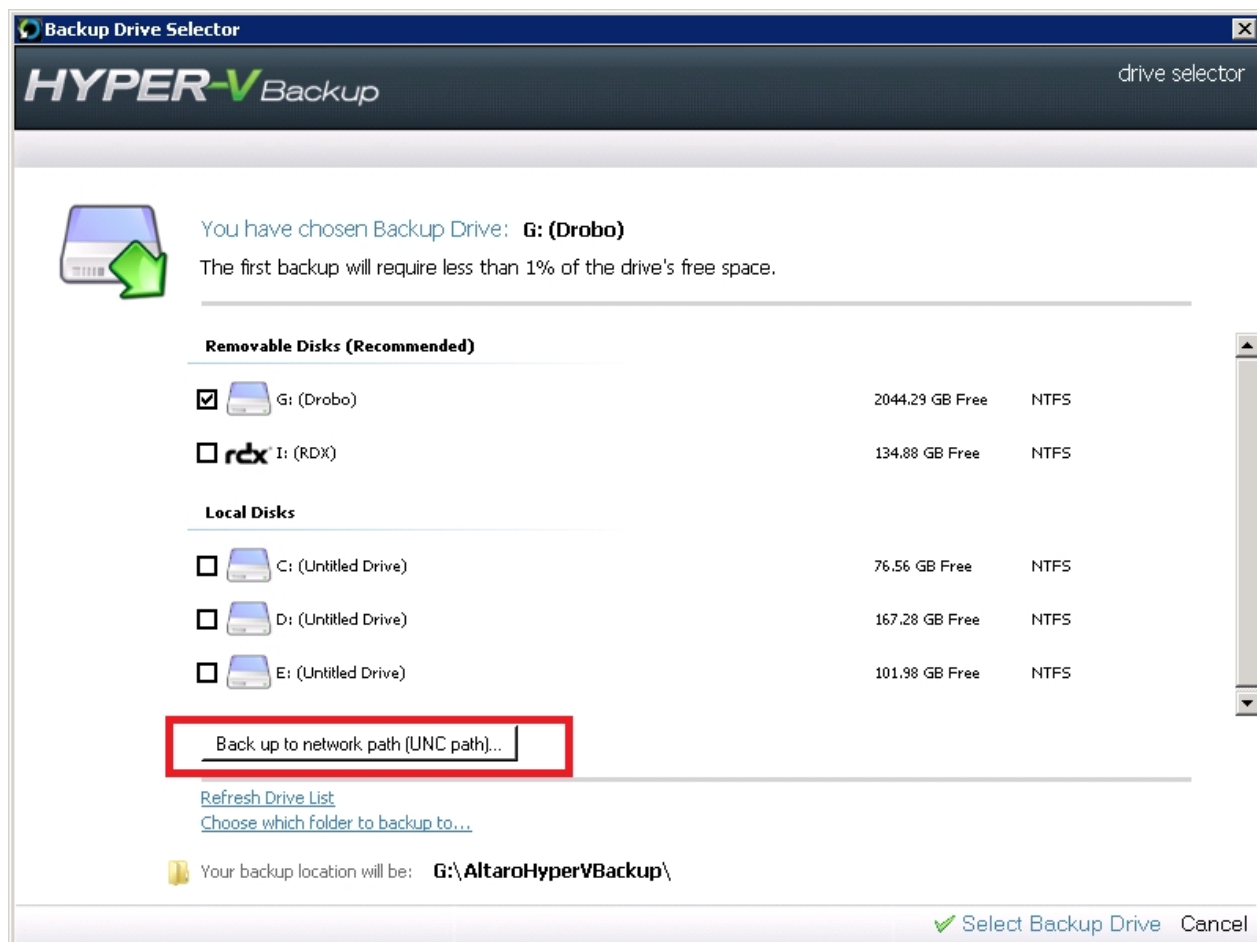 Backup Drive Selector
HYPER-V Backup
drive selector
You have chosen Backup Drive: G: (Drobo)
The first backup will require less than 1% of the drive's free space.
Removable Disks (Recommended)
G: (Drobo) 2044.29 GB Free NTFS
rdx I: (RDX) 134.88 GB Free NTFS
Local Disks
C: (Untitled Drive) 76.56 GB Free NTFS
D: (Untitled Drive) 167.28 GB Free NTFS
E: (Untitled Drive) 101.98 GB Free NTFS
Back up to network path (UNC path)...
Refresh Drive List
Choose which folder to backup to...
Your backup location will be: G:\AltaroHyperVBackup\
Select Backup Drive Cancel